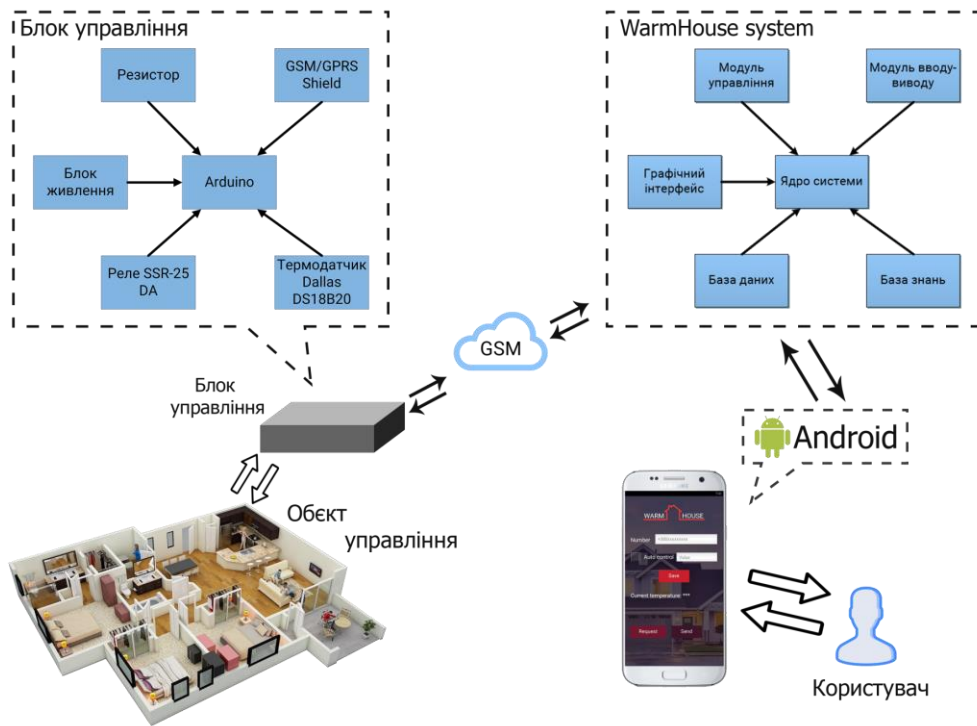 Блок управління
Резистор
GSM/GPRS
Shield
Блок
живлення
Arduino
Реле SSR-25
DA
Термодатчик
Dallas
DS18B20
WarmHouse system
Модуль
управління
Модуль вводу-
виводу
Графічний
інтерфейс
Ядро системи
База даних
База знань
GSM
Блок
управління
Обєкт
управління
Android
WARM HOUSE
Number
Auto control
Save
Current temperature: ***
Request
Send
Користувач